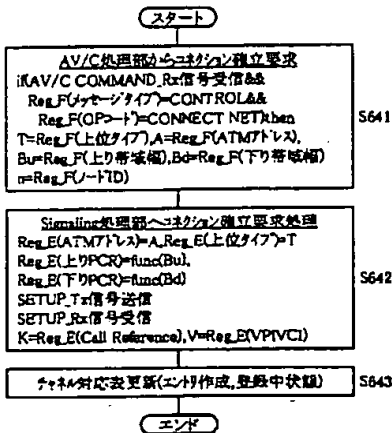 スタート
AV/C処理部からコネクション確立要求
if(AV/C COMMAND_Rx信号受信&&
Reg_F(メッセージタイプ)=CONTROL&&
Reg_F(OPコード)=CONNECT NET)then
T=Reg_F(上位タイプ),A=Reg_F(ATMアドレス),
Bu=Reg_F(上り帯域幅),Bd=Reg_F(下り帯域幅)
n=Reg_F(ノードID)
S641
Signaling処理部へコネクション確立要求処理
Reg_E(ATMアドレス)=A,Reg_E(上位タイプ)=T
Reg_E(上りPCR)=func(Bu),
Reg_E(下りPCR)=func(Bd)
SETUP_Tx信号送信
SETUP_Rx信号受信
K=Reg_E(Call Reference),V=Reg_E(VPI/VCI)
S642
チャネル対応表更新(エントリ作成,登録中状態)
S643
エンド